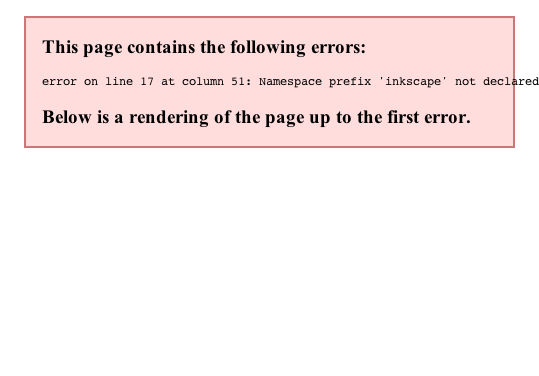 This page contains the following errors:
error on line 17 at column 51: Namespace prefix 'inkscape' not declared
Below is a rendering of the page up to the first error.